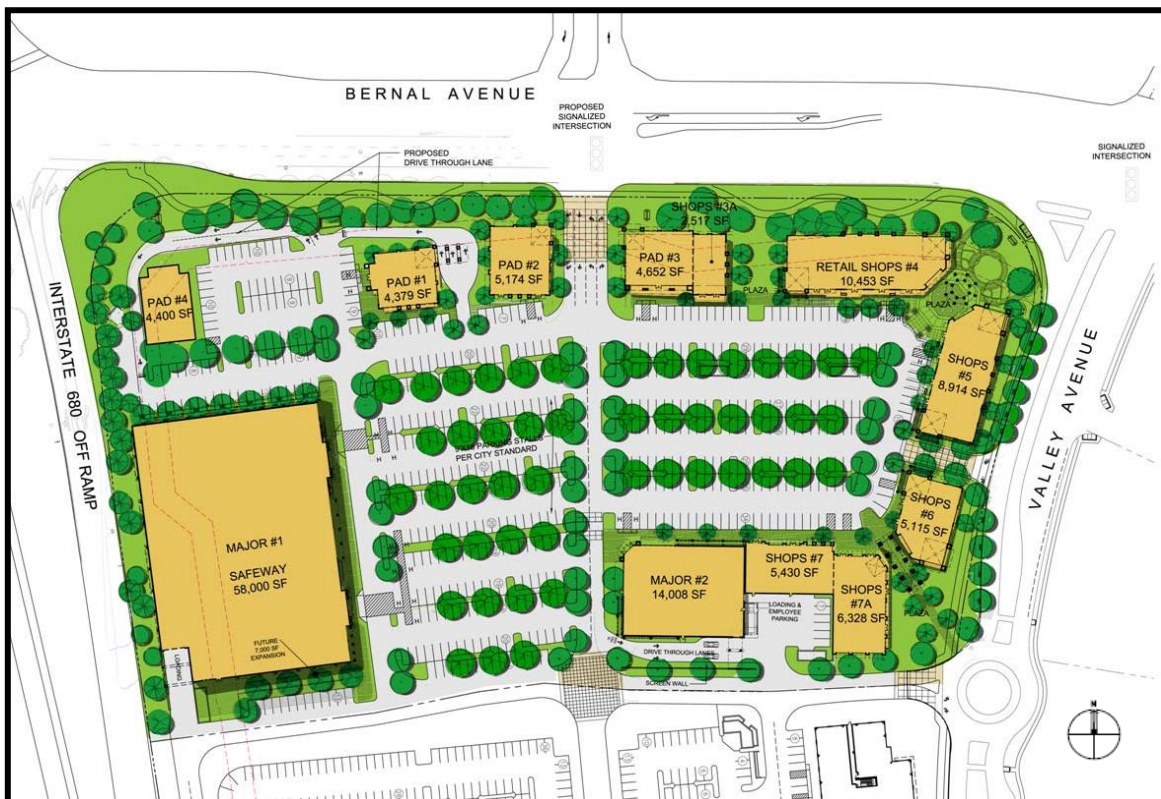 BERNAL AVENUE
PROPOSED
SIGNALIZED
INTERSECTION
SIGNALIZED
INTERSECTION
PROPOSED
DRIVE THROUGH LANE
SHOPS #3A
2,517 SF
PAD #4
4,400 SF
PAD #1
4,379 SF
PAD #2
5,174 SF
PAD #3
4,652 SF
PLAZA
RETAIL SHOPS #4
10,453 SF
PLAZA
SHOPS
#5
8,914 SF
INTERSTATE 680 OFF RAMP
VALLEY AVENUE
PARKING STALLS
PER CITY STANDARD
SHOPS
#6
5,115 SF
MAJOR #1
SAFEWAY
58,000 SF
MAJOR #2
14,008 SF
SHOPS #7
5,430 SF
SHOPS
#7A
6,328 SF
LOADING &
EMPLOYEE
PARKING
FUTURE
7,000 SF
EXPANSION
LOADING
DRIVE THROUGH LANES
SCREEN WALL
N